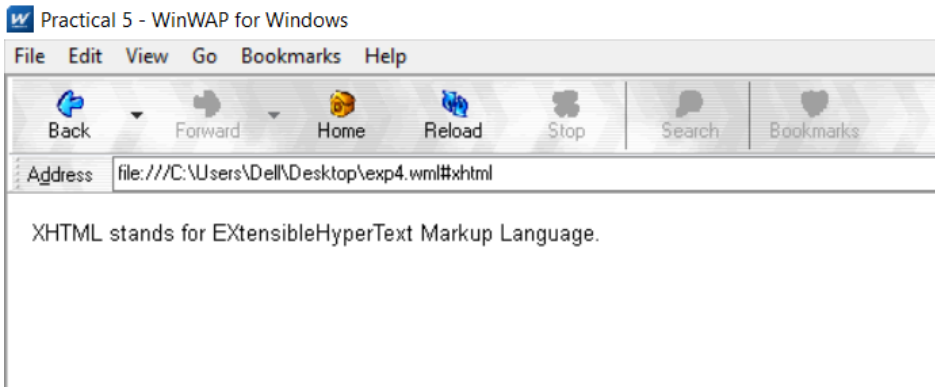 Practical 5 - WinWAP for Windows
File Edit View Go Bookmarks Help
Back Forward Home Reload Stop Search Bookmarks
Address file:///C:\Users\Dell\Desktop\exp4.wml#xhtml
XHTML stands for EXtensibleHyperText Markup Language.